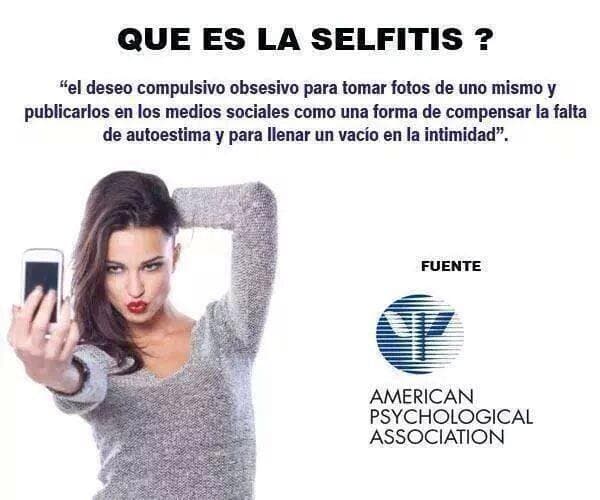 QUE ES LA SELFITIS ?
“el deseo compulsivo obsesivo para tomar fotos de uno mismo y
publicarlos en los medios sociales como una forma de compensar la falta
de autoestima y para llenar un vacío en la intimidad”.
FUENTE
AMERICAN
PSYCHOLOGICAL
ASSOCIATION